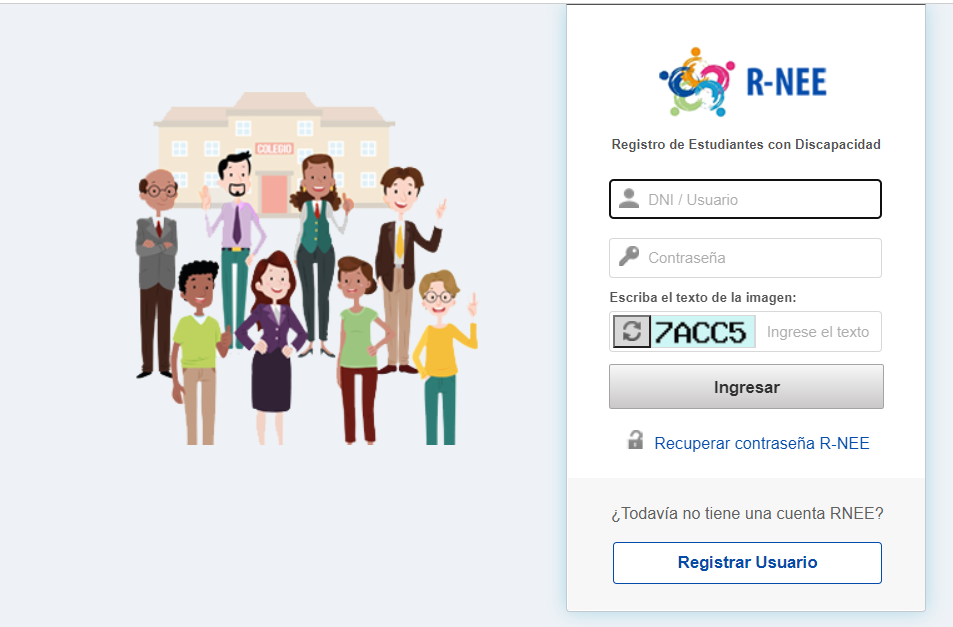 COLEGIO
R-NEE
Registro de Estudiantes con Discapacidad
DNI / Usuario
Contraseña
Escriba el texto de la imagen:
7ACC5 Ingrese el texto
Ingresar
Recuperar contraseña R-NEE
¿Todavía no tiene una cuenta RNEE?
Registrar Usuario